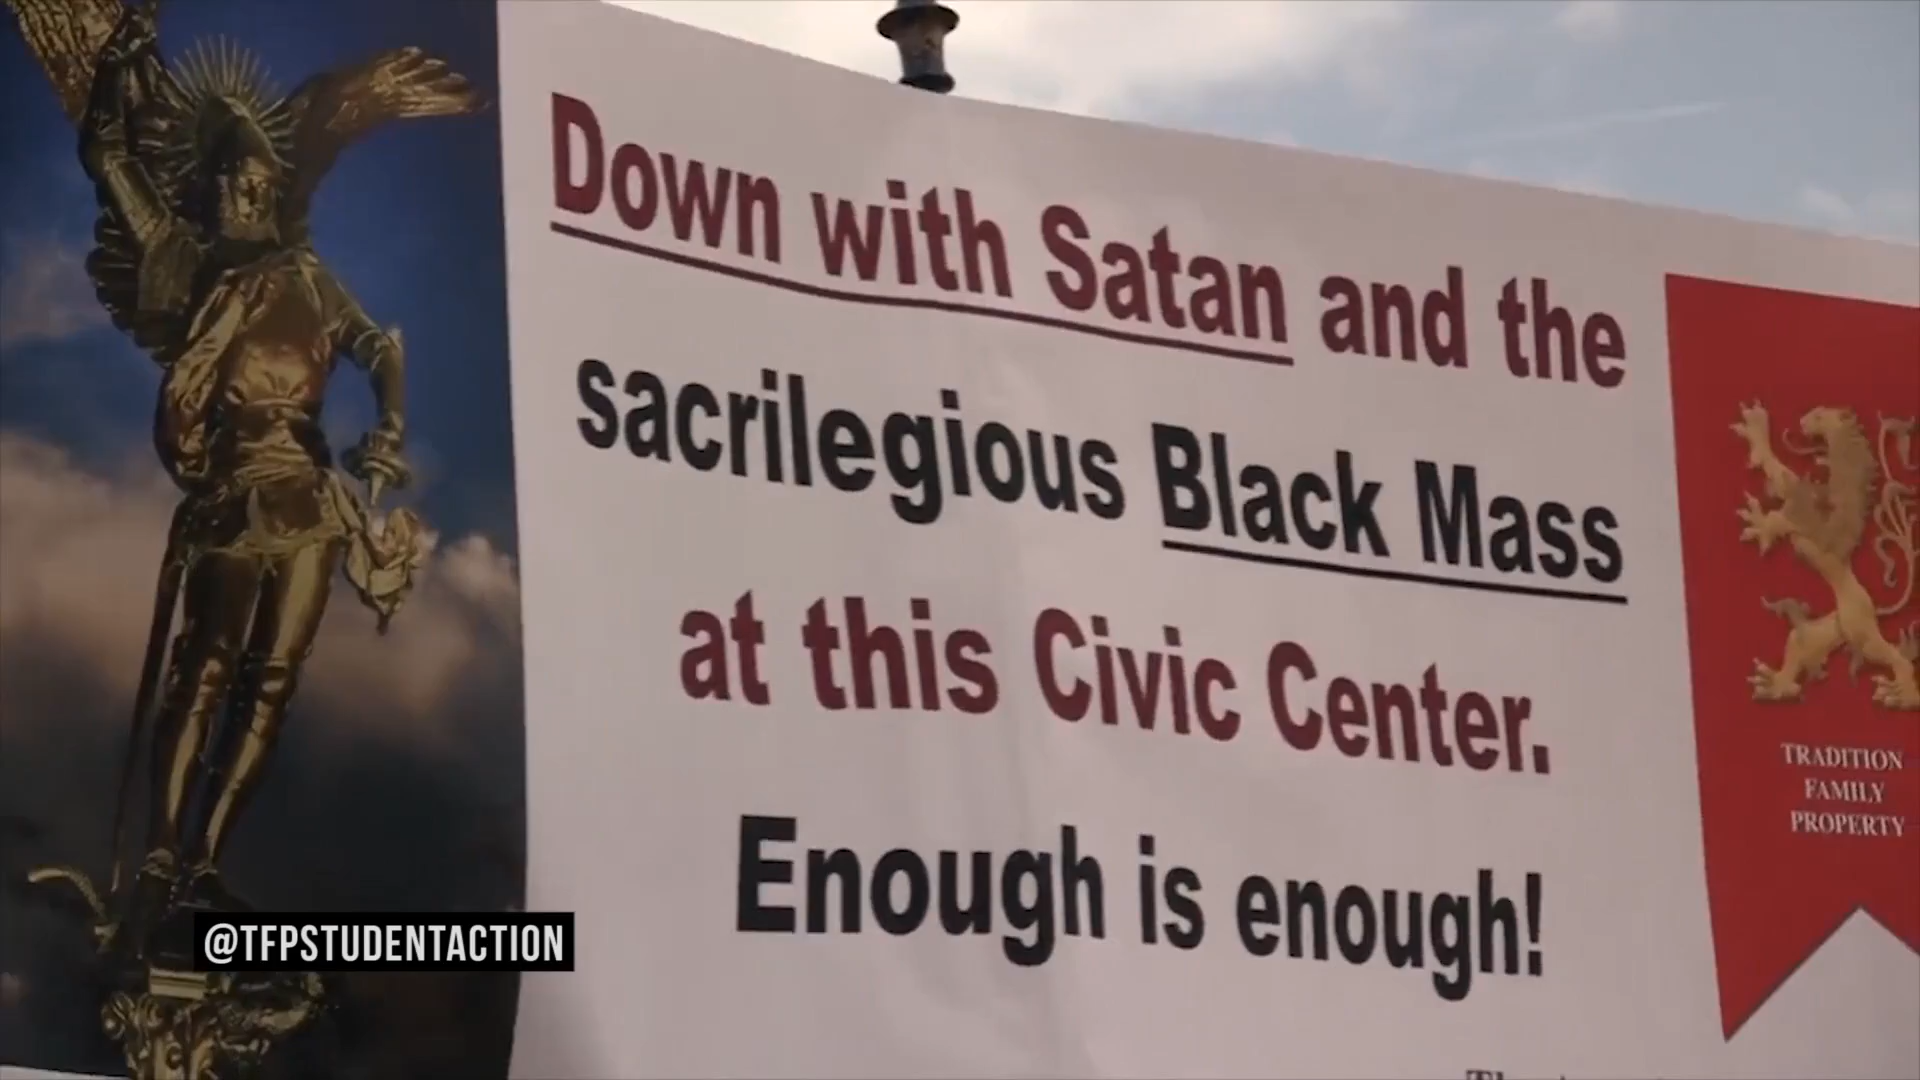 Down with Satan and the
sacrilegious Black Mass
at this Civic Center.
Enough is enough!
TRADITION
FAMILY
PROPERTY
@TFPSTUDENTACTION